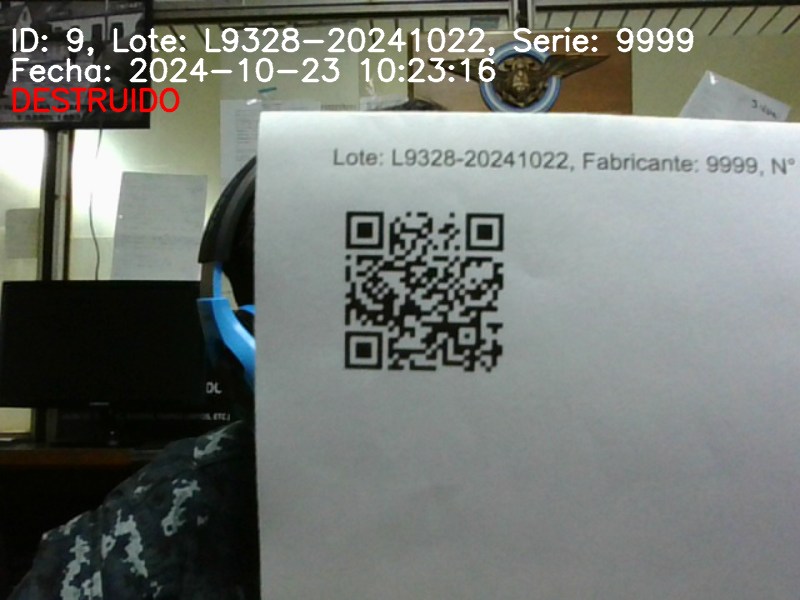 ID: 9, Lote: L9328-20241022, Serie: 9999
Fecha: 2024-10-23 10:23:16
DESTRUIDO
Lote: L9328-20241022, Fabricante: 9999, N°